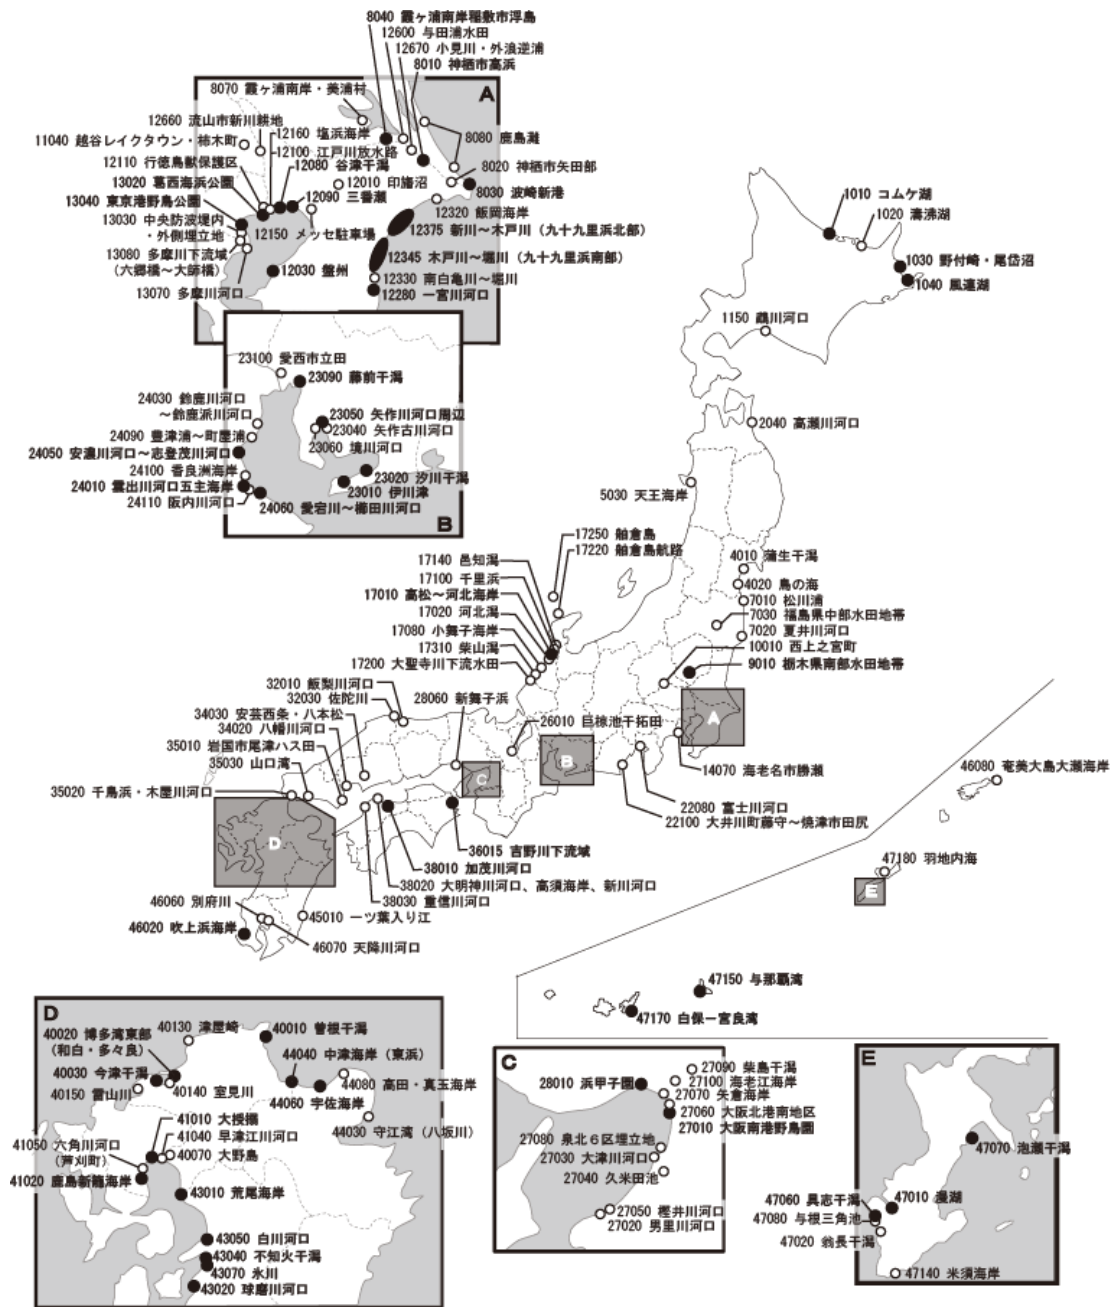 8040 霞ヶ浦南岸稲敷市浮島
12600 与田浦水田
12670 小見川・外浪逆浦
8010 神栖市高浜
A
8070 霞ヶ浦南岸・美浦村
12660 流山市新川耕地
11040 越谷レイクタウン・柿木町
12160 塩浜海岸
12100 江戸川放水路
12110 行徳鳥獣保護区
12080 谷津干潟
13020 葛西海浜公園
12010 印旛沼
13040 東京港野鳥公園
12090 三番瀬
13030 中央防波堤内
・外側埋立地
12150 メッセ駐車場
13080 多摩川下流域
(六郷橋〜大師橋)
12030 盤州
13070 多摩川河口
8080 鹿島灘
8020 神栖市矢田部
8030 波崎新港
12320 飯岡海岸
12375 新川〜木戸川（九十九里浜北部）
12345 木戸川〜堀川（九十九里浜南部）
12330 南白亀川〜堀川
12280 一宮川河口
23100 愛西市立田
23090 藤前干潟
24030 鈴鹿川河口
〜鈴鹿派川河口
23050 矢作川河口周辺
23040 矢作古川河口
24090 豊津浦〜町屋浦
23060 境川河口
24050 安濃川河口〜志登茂川河口
24100 香良洲海岸
23020 汐川干潟
24010 雲出川河口五主海岸
23010 伊川津
24110 阪内川河口
24060 愛宕川〜櫛田川河口
B
1010 コムケ湖
1020 濤沸湖
1030 野付崎・尾岱沼
1040 風蓮湖
1150 鵡川河口
2040 高瀬川河口
5030 天王海岸
17250 舳倉島
17220 舳倉島航路
17140 邑知潟
17100 千里浜
17010 高松〜河北海岸
17020 河北潟
17080 小舞子海岸
17310 柴山潟
17200 大聖寺川下流水田
4010 蒲生干潟
4020 鳥の海
7010 松川浦
7030 福島県中部水田地帯
7020 夏井川河口
10010 西上之宮町
9010 栃木県南部水田地帯
32010 飯梨川河口
32030 佐陀川
28060 新舞子浜
34030 安芸西条・八本松
34020 八幡川河口
26010 巨椋池干拓田
35010 岩国市尾津ハス田
35030 山口湾
35020 千鳥浜・木屋川河口
A
B
C
D
14070 海老名市勝瀬
22080 富士川河口
22100 大井川町藤守〜焼津市田尻
36015 吉野川下流域
38010 加茂川河口
38020 大明神川河口、高須海岸、新川河口
38030 重信川河口
46060 別府川
45010 一ツ葉入り江
46020 吹上浜海岸
46070 天降川河口
46080 奄美大島大瀬海岸
47180 羽地内海
E
47150 与那覇湾
47170 白保ー宮良湾
D
40130 津屋崎
40010 曽根干潟
40020 博多湾東部
(和白・多々良)
44040 中津海岸（東浜）
40030 今津干潟
40150 雷山川
40140 室見川
44080 高田・真玉海岸
44060 宇佐海岸
44030 守江湾（八坂川）
41010 大授搦
41040 早津江川河口
41050 六角川河口
(芦刈町)
40070 大野島
41020 鹿島新籠海岸
43010 荒尾海岸
43050 白川河口
43040 不知火干潟
43070 氷川
43020 球磨川河口
C
27090 柴島干潟
28010 浜甲子園
27100 海老江海岸
27070 矢倉海岸
27060 大阪北港南地区
27010 大阪南港野鳥園
27080 泉北６区埋立地
27030 大津川河口
27040 久米田池
27050 樫井川河口
27020 男里川河口
E
47070 泡瀬干潟
47060 具志干潟
47010 漫湖
47080 与根三角池
47020 翁長干潟
47140 米須海岸